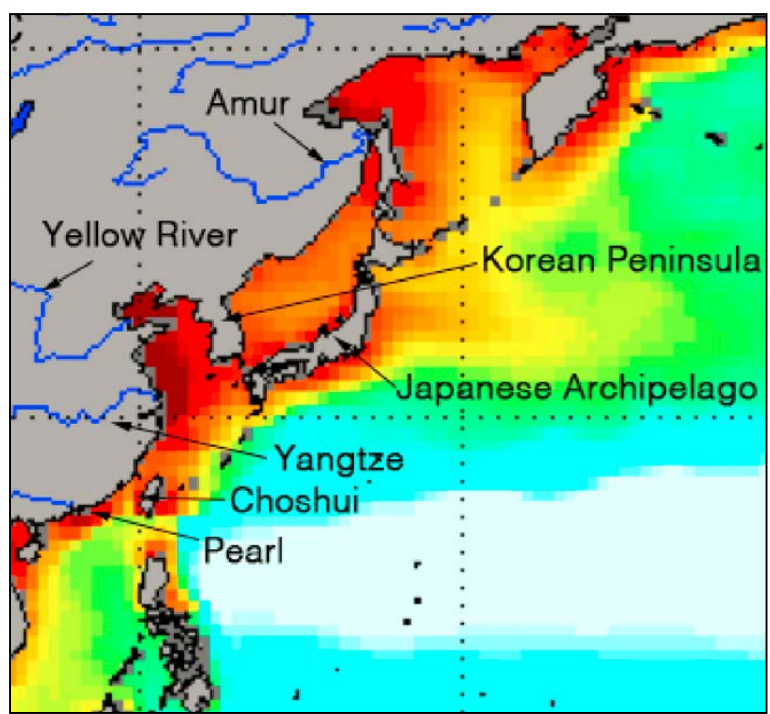 Amur
Yellow River
Korean Peninsula
Japanese Archipelago
Yangtze
Choshui
Pearl